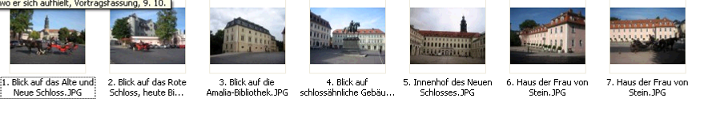 wo er sich aufhielt, Vortragsfassung, 9. 10.
1. Blick auf das Alte und
Neue Schloss.JPG
2. Blick auf das Rote
Schloss, heute Bi...
3. Blick auf die
Amalia-Bibliothek.JPG
4. Blick auf
schlossähnliche Gebäu...
5. Innenhof des Neuen
Schlosses.JPG
6. Haus der Frau von
Stein.JPG
7. Haus der Frau von
Stein.JPG